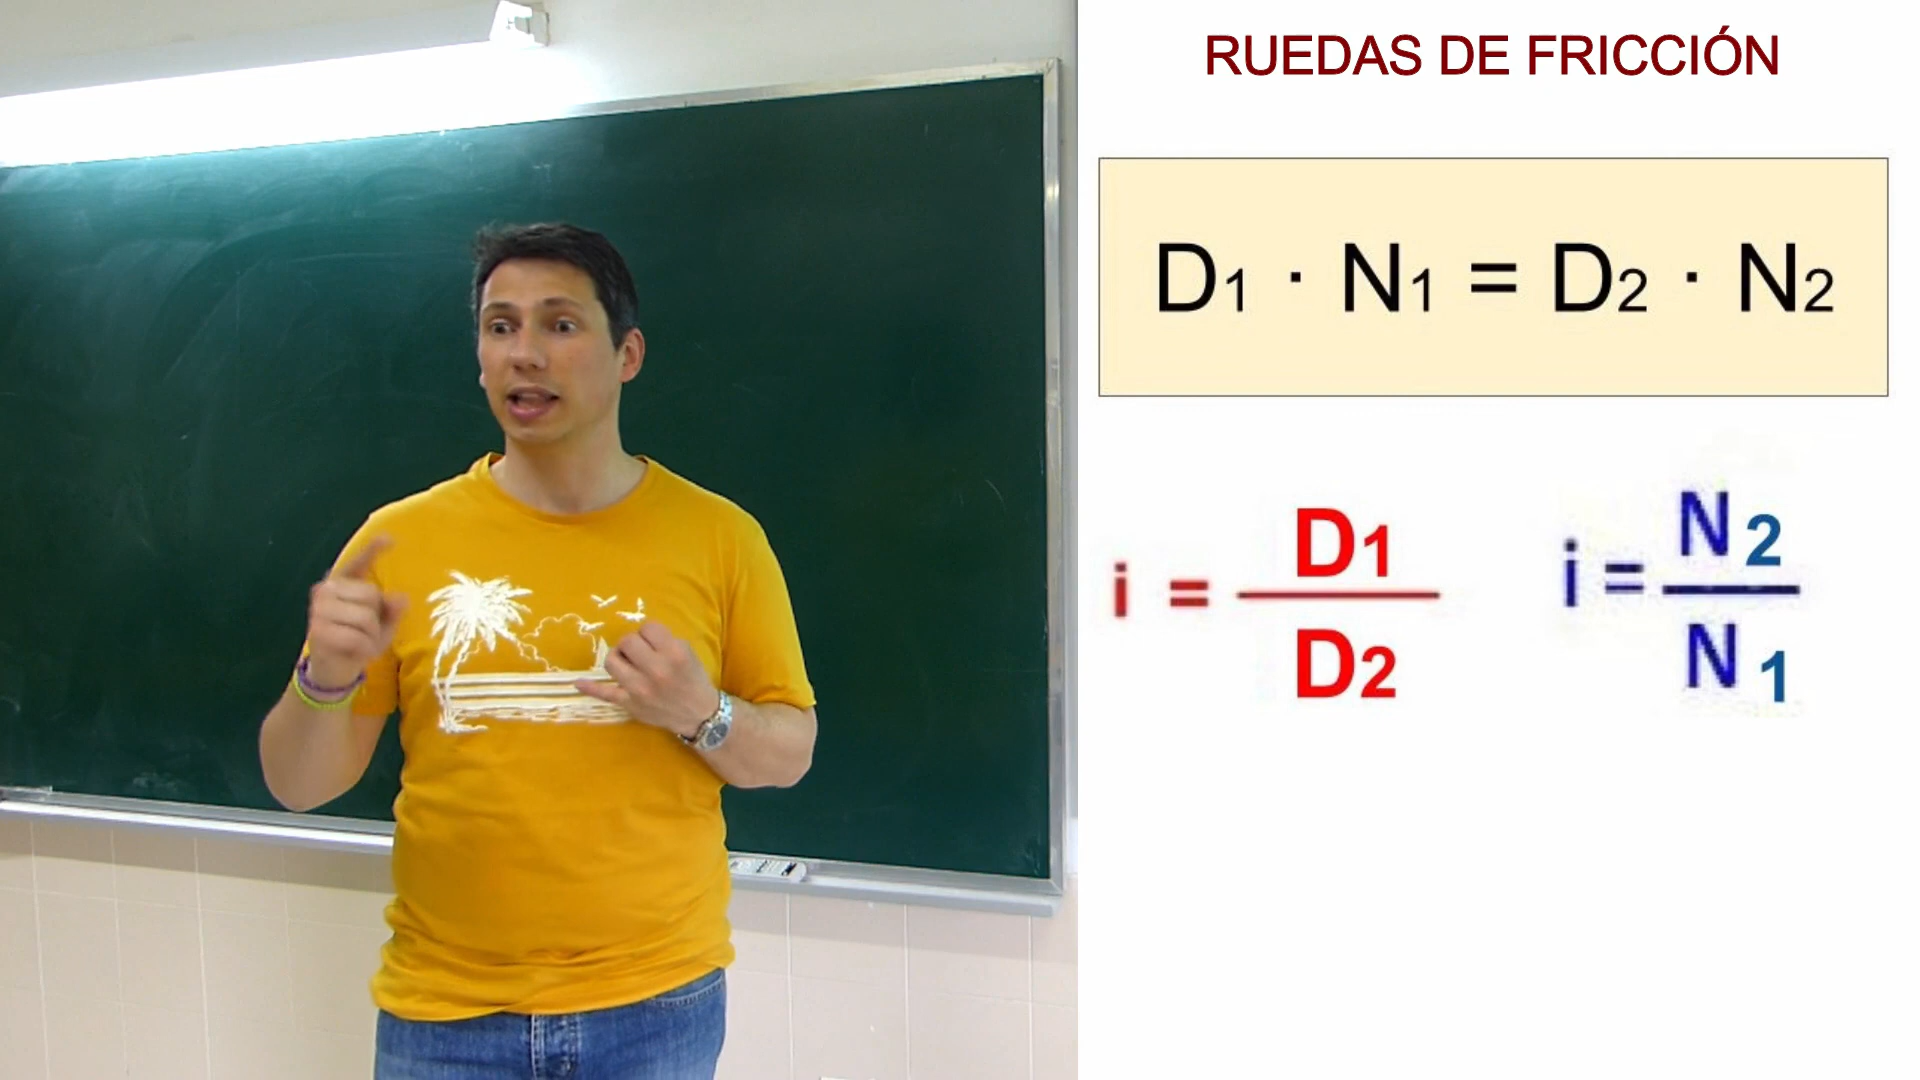 RUEDAS DE FRICCIÓN
D1 · N1 = D2 · N2
i = D1 / D2
i = N2 / N1